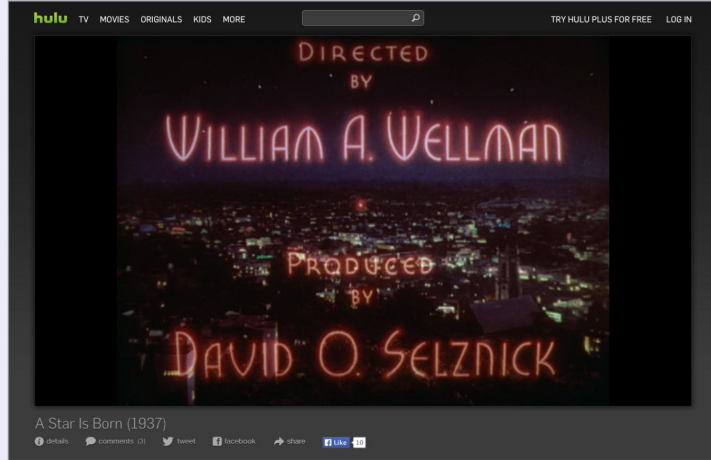 hulu TV MOVIES ORIGINALS KIDS MORE TRY HULU PLUS FOR FREE LOG IN
DIRECTED
BY
WILLIAM A. WELLMAN
PRODUCED
BY
DAVID O. SELZNICK
A Star Is Born (1937)
details comments (3) tweet facebook share Like 10